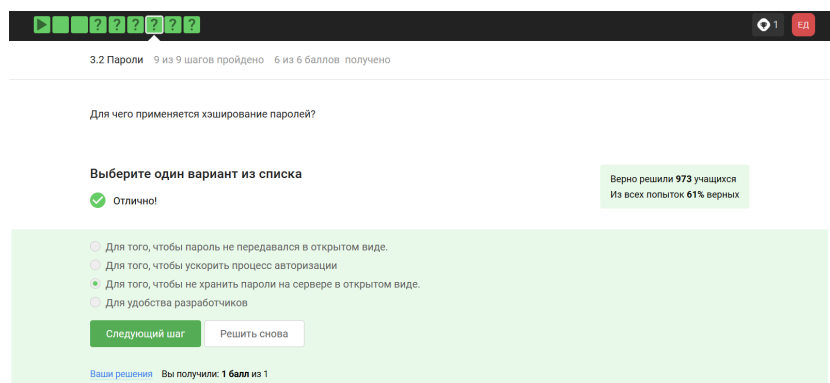 ? ? ? ? ? ?
1 ЕД
3.2 Пароли 9 из 9 шагов пройдено 6 из 6 баллов получено
Для чего применяется хэширование паролей?
Выберите один вариант из списка
Верно решили 973 учащихся
Из всех попыток 61% верных
Отлично!
Для того, чтобы пароль не передавался в открытом виде.
Для того, чтобы ускорить процесс авторизации
Для того, чтобы не хранить пароли на сервере в открытом виде.
Для удобства разработчиков
Следующий шаг Решить снова
Ваши решения Вы получили: 1 балл из 1